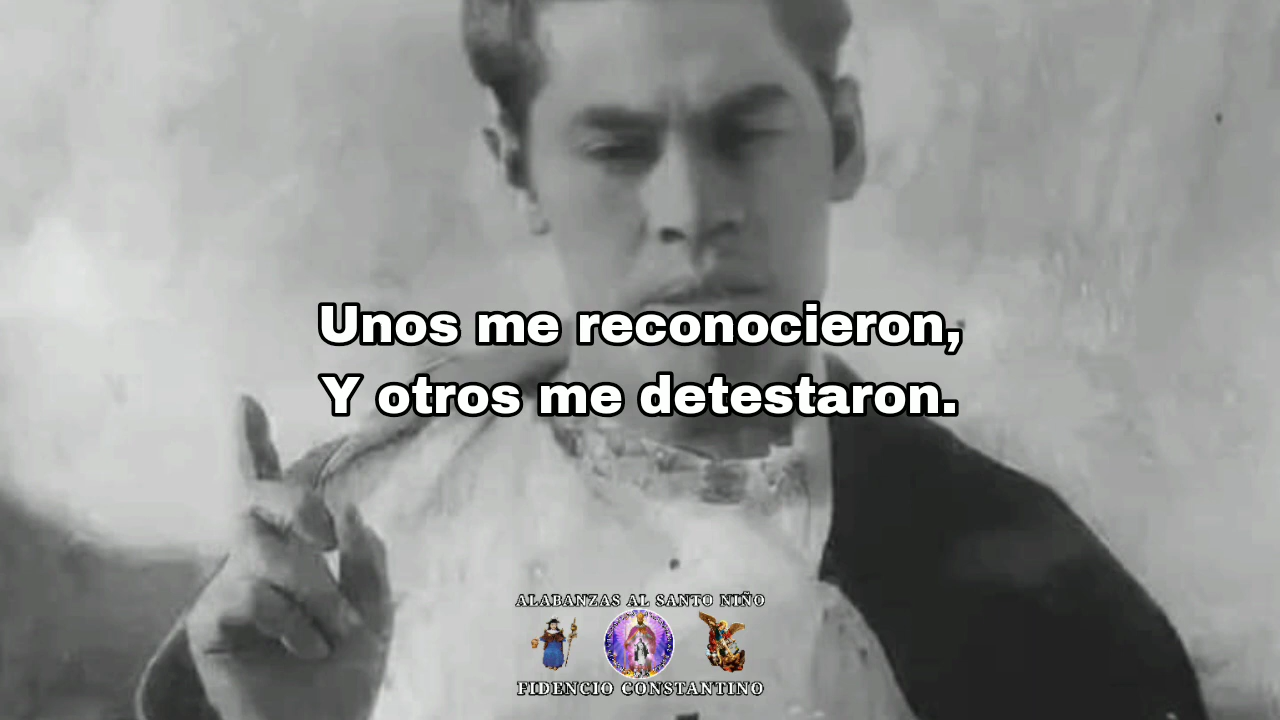 Unos me reconocieron,
Y otros me detestaron.
ALABANZAS AL SANTO NIÑO
FIDENCIO CONSTANTINO